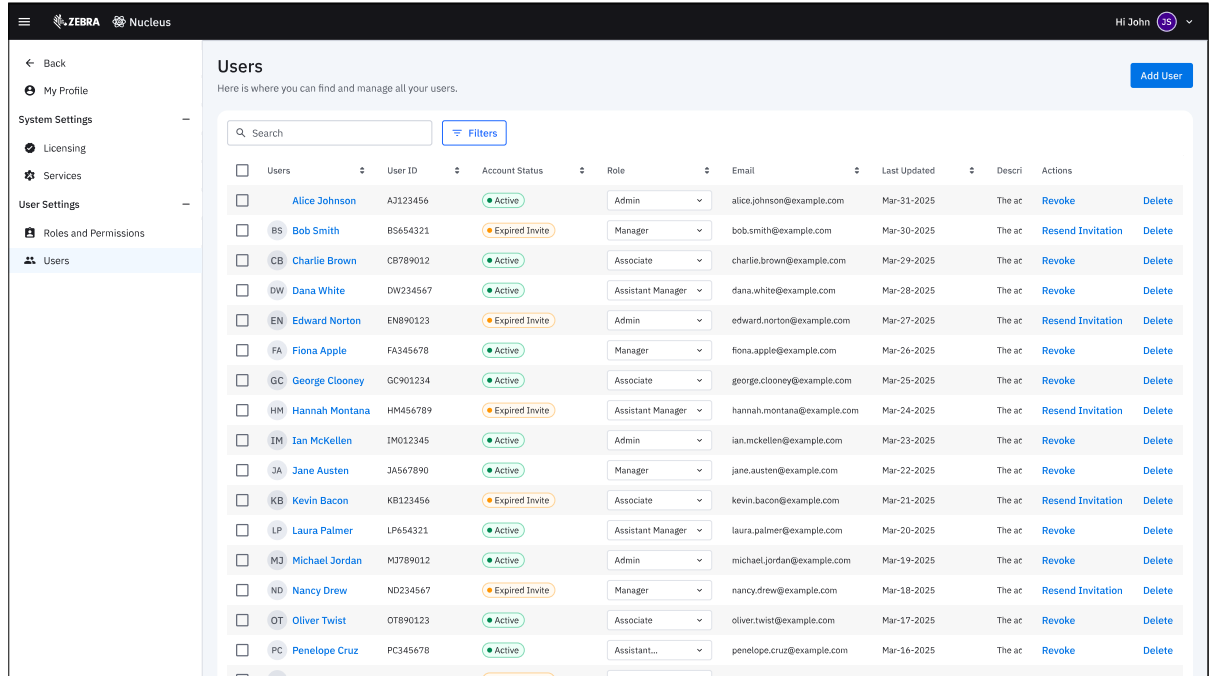 ZEBRA Nucleus Hi John JS
Back
My Profile
System Settings
Licensing
Services
User Settings
Roles and Permissions
Users
Users
Here is where you can find and manage all your users.
Add User
Search Filters
Users User ID Account Status Role Email Last Updated Descri Actions
Alice Johnson AJ123456 Active Admin alice.johnson@example.com Mar-31-2025 The ac Revoke Delete
BS Bob Smith BS654321 Expired Invite Manager bob.smith@example.com Mar-30-2025 The ac Resend Invitation Delete
CB Charlie Brown CB789012 Active Associate charlie.brown@example.com Mar-29-2025 The ac Revoke Delete
DW Dana White DW234567 Active Assistant Manager dana.white@example.com Mar-28-2025 The ac Revoke Delete
EN Edward Norton EN890123 Expired Invite Admin edward.norton@example.com Mar-27-2025 The ac Resend Invitation Delete
FA Fiona Apple FA345678 Active Manager fiona.apple@example.com Mar-26-2025 The ac Revoke Delete
GC George Clooney GC901234 Active Associate george.clooney@example.com Mar-25-2025 The ac Revoke Delete
HM Hannah Montana HM456789 Expired Invite Assistant Manager hannah.montana@example.com Mar-24-2025 The ac Resend Invitation Delete
IM Ian McKellen IM012345 Active Admin ian.mckellen@example.com Mar-23-2025 The ac Revoke Delete
JA Jane Austen JA567890 Active Manager jane.austen@example.com Mar-22-2025 The ac Revoke Delete
KB Kevin Bacon KB123456 Expired Invite Associate kevin.bacon@example.com Mar-21-2025 The ac Resend Invitation Delete
LP Laura Palmer LP654321 Active Assistant Manager laura.palmer@example.com Mar-20-2025 The ac Revoke Delete
MJ Michael Jordan MJ789012 Active Admin michael.jordan@example.com Mar-19-2025 The ac Revoke Delete
ND Nancy Drew ND234567 Expired Invite Manager nancy.drew@example.com Mar-18-2025 The ac Resend Invitation Delete
OT Oliver Twist OT890123 Active Associate oliver.twist@example.com Mar-17-2025 The ac Revoke Delete
PC Penelope Cruz PC345678 Active Assistant... penelope.cruz@example.com Mar-16-2025 The ac Revoke Delete